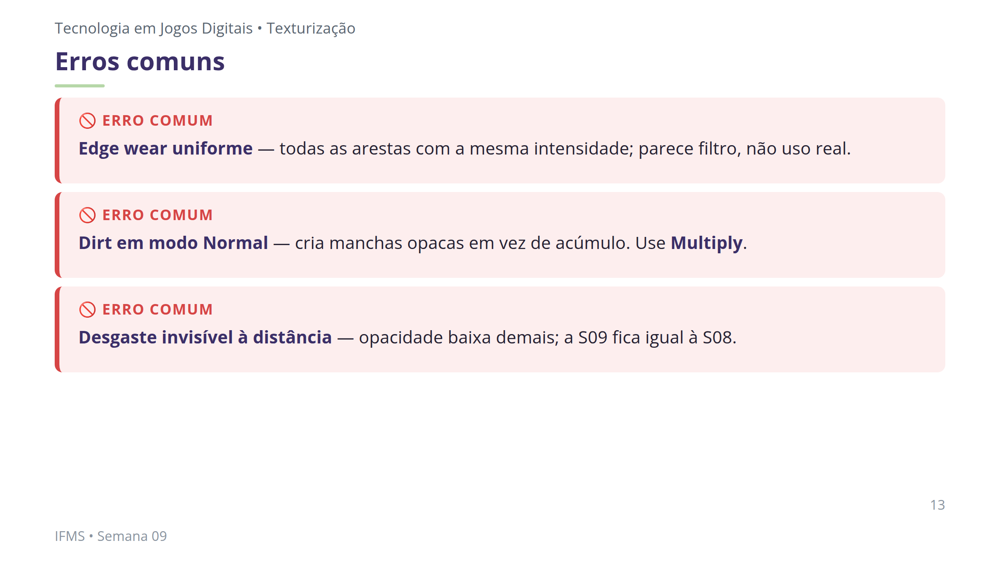 Tecnologia em Jogos Digitais • Texturização
Erros comuns
🚫 ERRO COMUM
Edge wear uniforme — todas as arestas com a mesma intensidade; parece filtro, não uso real.
🚫 ERRO COMUM
Dirt em modo Normal — cria manchas opacas em vez de acúmulo. Use Multiply.
🚫 ERRO COMUM
Desgaste invisível à distância — opacidade baixa demais; a S09 fica igual à S08.
13
IFMS • Semana 09